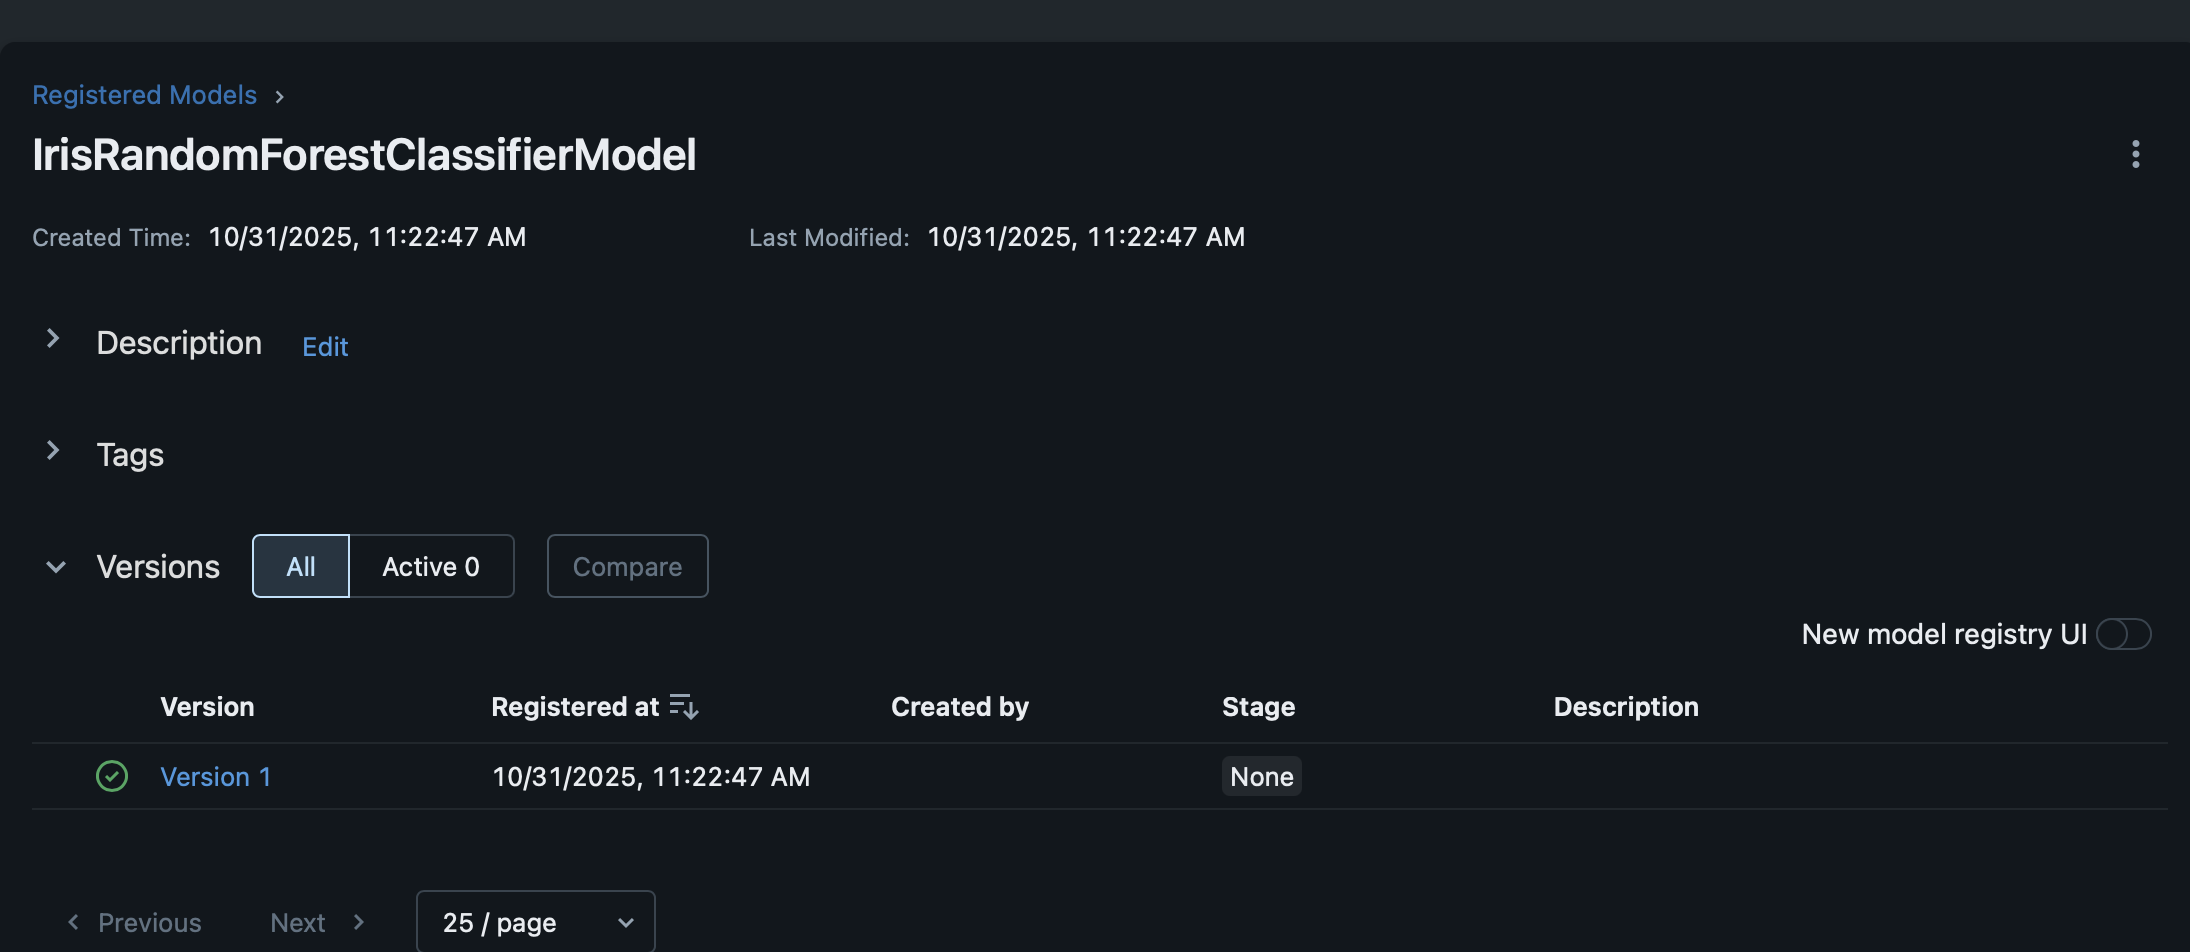 Registered Models
IrisRandomForestClassifierModel
Created Time: 10/31/2025, 11:22:47 AM Last Modified: 10/31/2025, 11:22:47 AM
Description Edit
Tags
Versions All Active 0 Compare
New model registry UI
Version Registered at Created by Stage Description
Version 1 10/31/2025, 11:22:47 AM None
Previous Next 25 / page